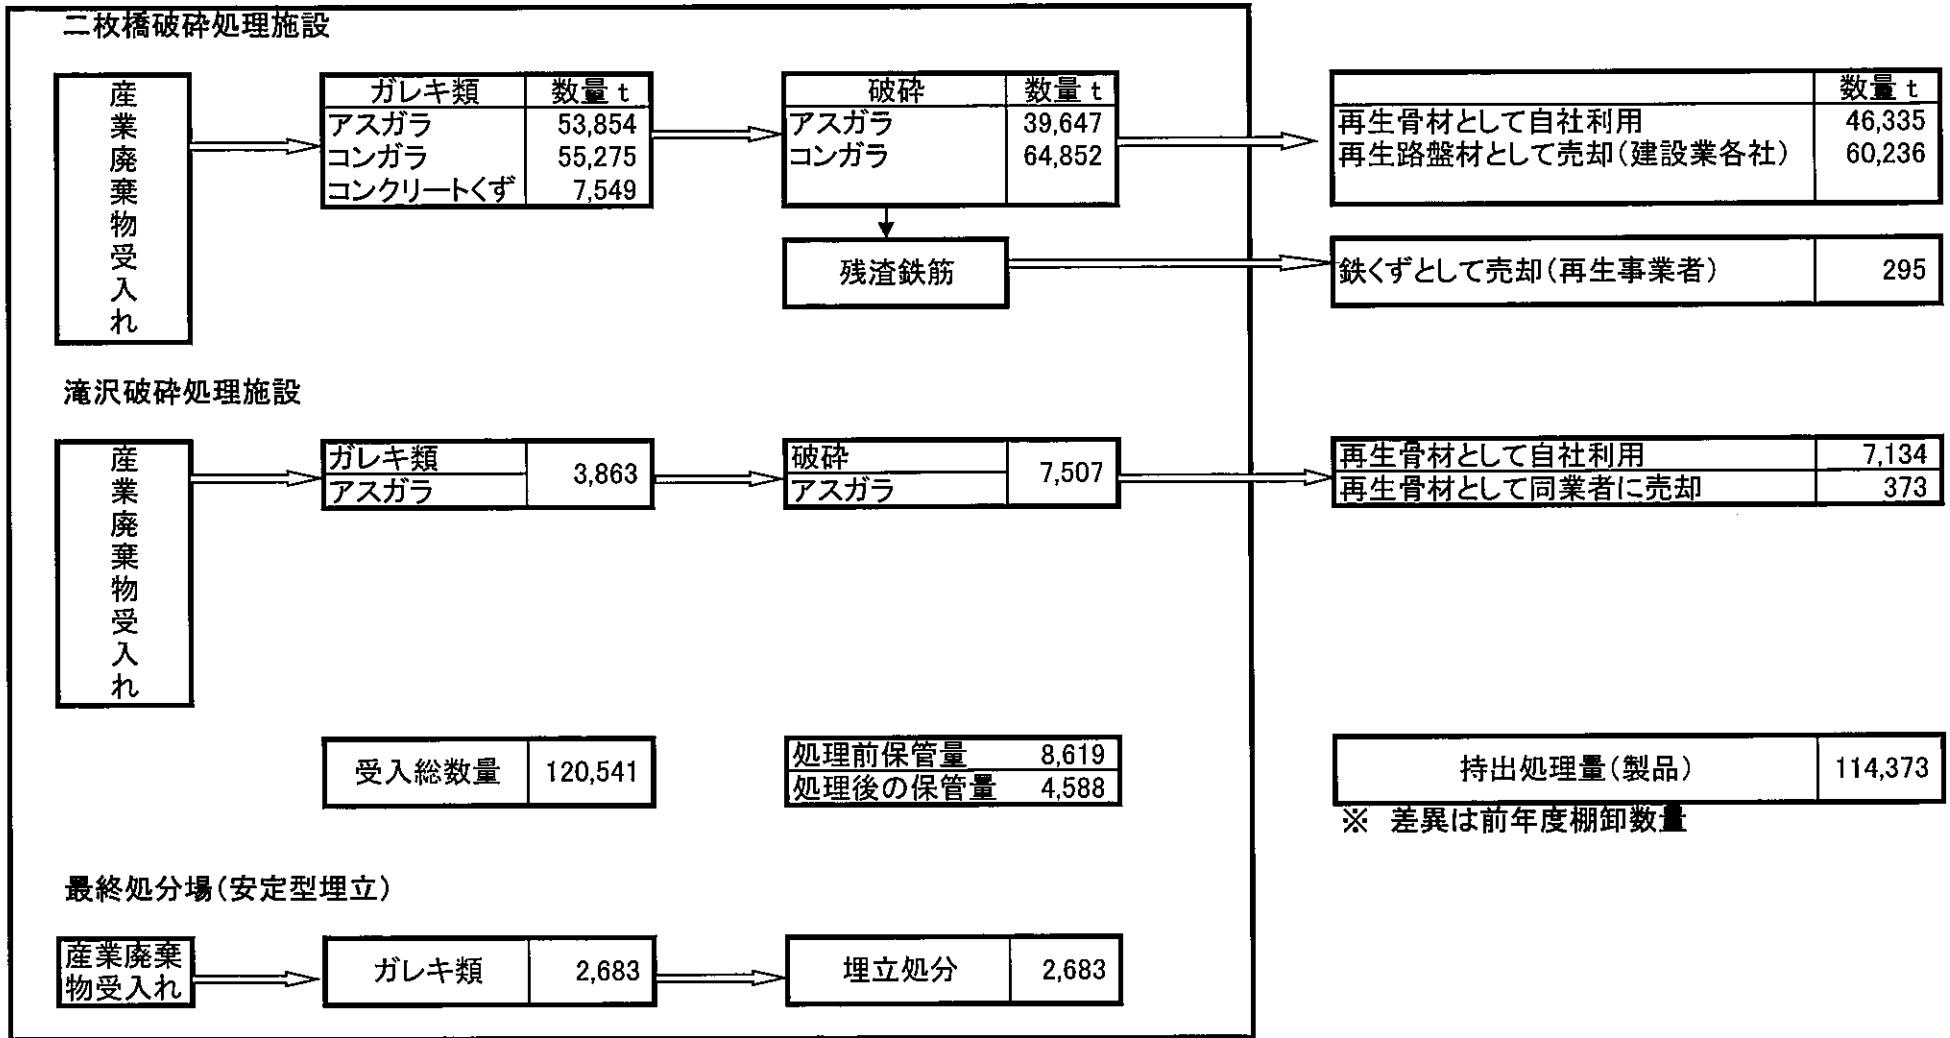 二枚橋破砕処理施設
産業廃棄物受入れ
ガレキ類 数量 t
アスガラ 53,854
コンガラ 55,275
コンクリートくず 7,549
破砕 数量 t
アスガラ 39,647
コンガラ 64,852
数量 t
再生骨材として自社利用 46,335
再生路盤材として売却(建設業各社) 60,236
残渣鉄筋
鉄くずとして売却(再生事業者) 295
滝沢破砕処理施設
産業廃棄物受入れ
ガレキ類
アスガラ
3,863
破砕
アスガラ
7,507
再生骨材として自社利用 7,134
再生骨材として同業者に売却 373
受入総数量 120,541
処理前保管量 8,619
処理後の保管量 4,588
持出処理量(製品) 114,373
※ 差異は前年度棚卸数量
最終処分場(安定型埋立)
産業廃棄
物受入れ
ガレキ類 2,683
埋立処分 2,683